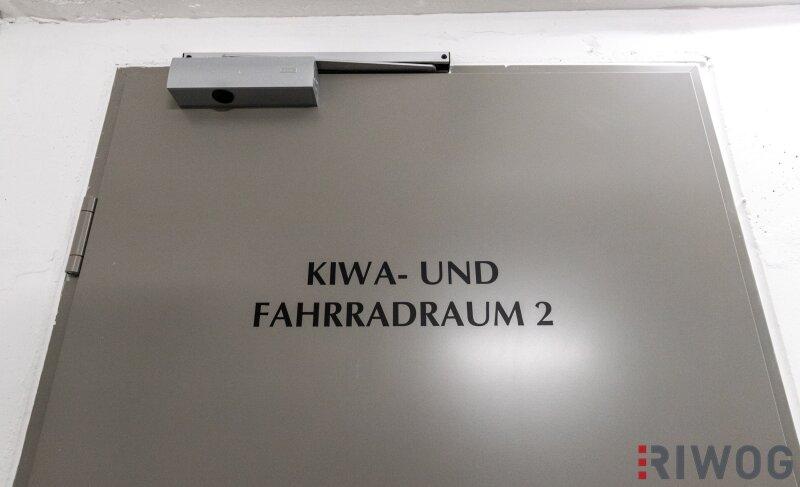 KIWA- UND
FAHRRADRAUM 2
RIWOG